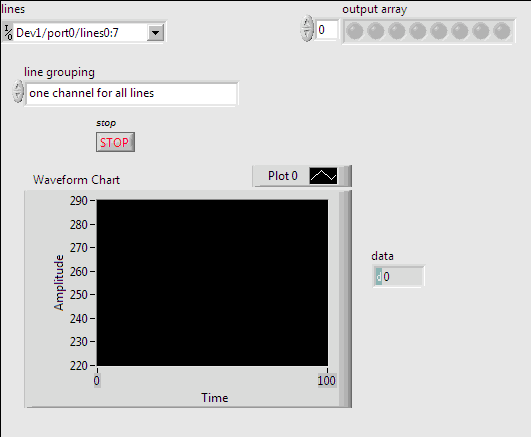 lines
output array
I/O Dev1/port0/lines0:7
0
line grouping
one channel for all lines
stop
STOP
Waveform Chart
Plot 0
290
280
270
260
250
240
230
220
Amplitude
0
100
Time
data
0